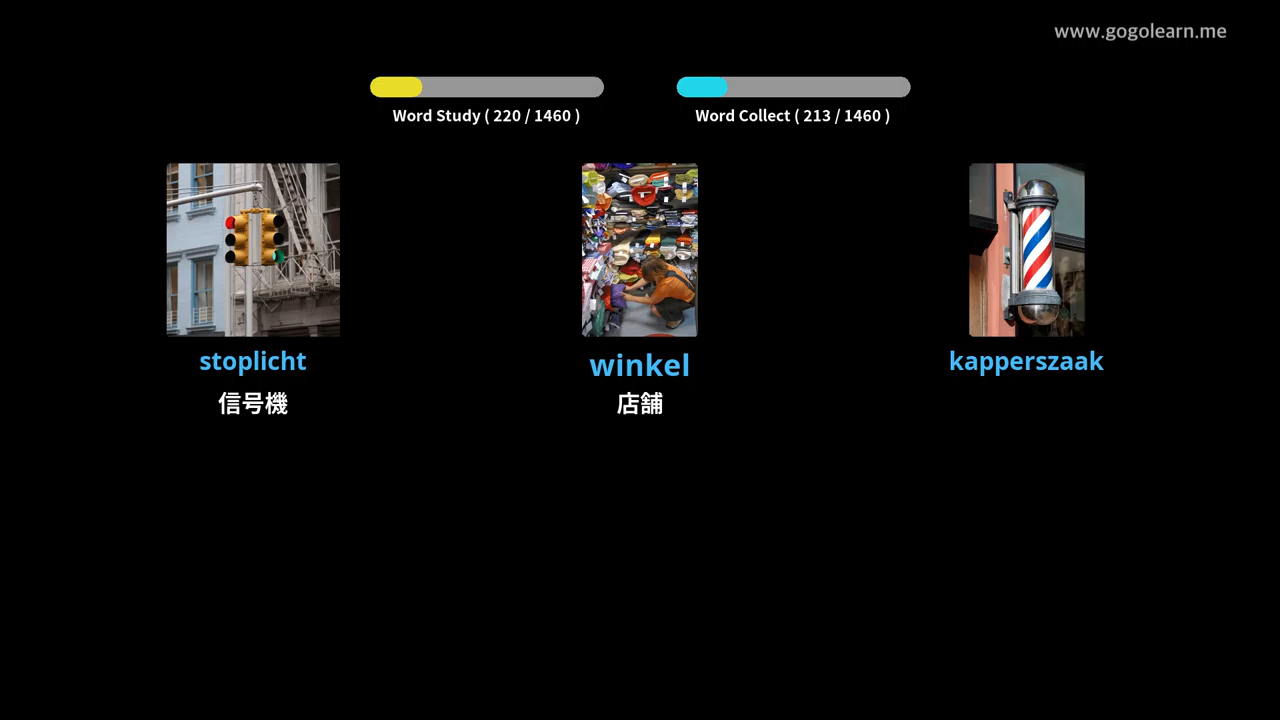 www.gogolearn.me
Word Study ( 220 / 1460 )
Word Collect ( 213 / 1460 )
stoplicht
winkel
kapperszaak
信号機
店舗